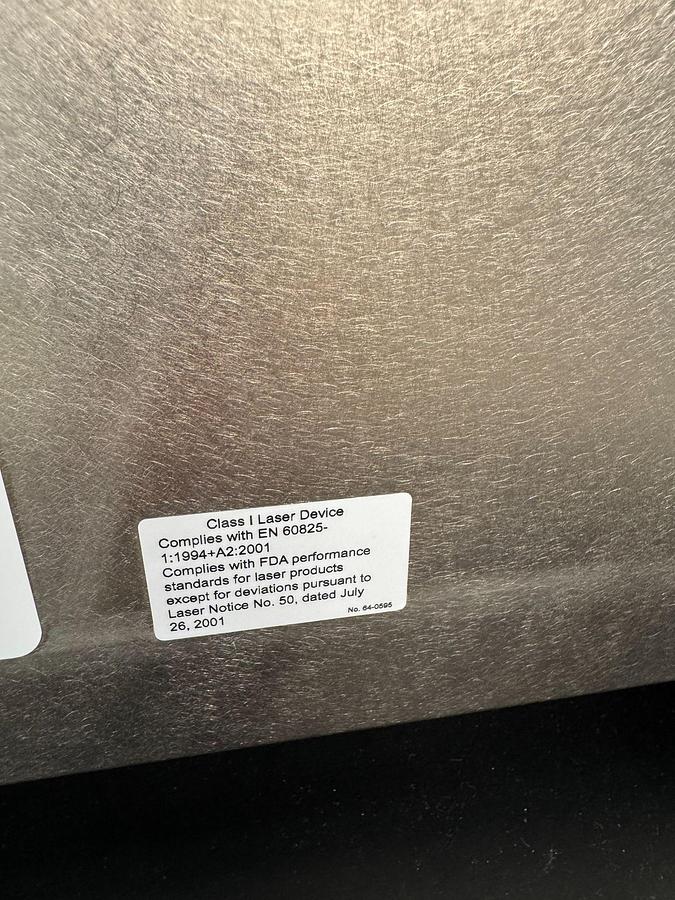 Class I Laser Device
Complies with EN 60825-
1:1994+A2:2001
Complies with FDA performance
standards for laser products
except for deviations pursuant to
Laser Notice No. 50, dated July
26, 2001
No. 64-0595